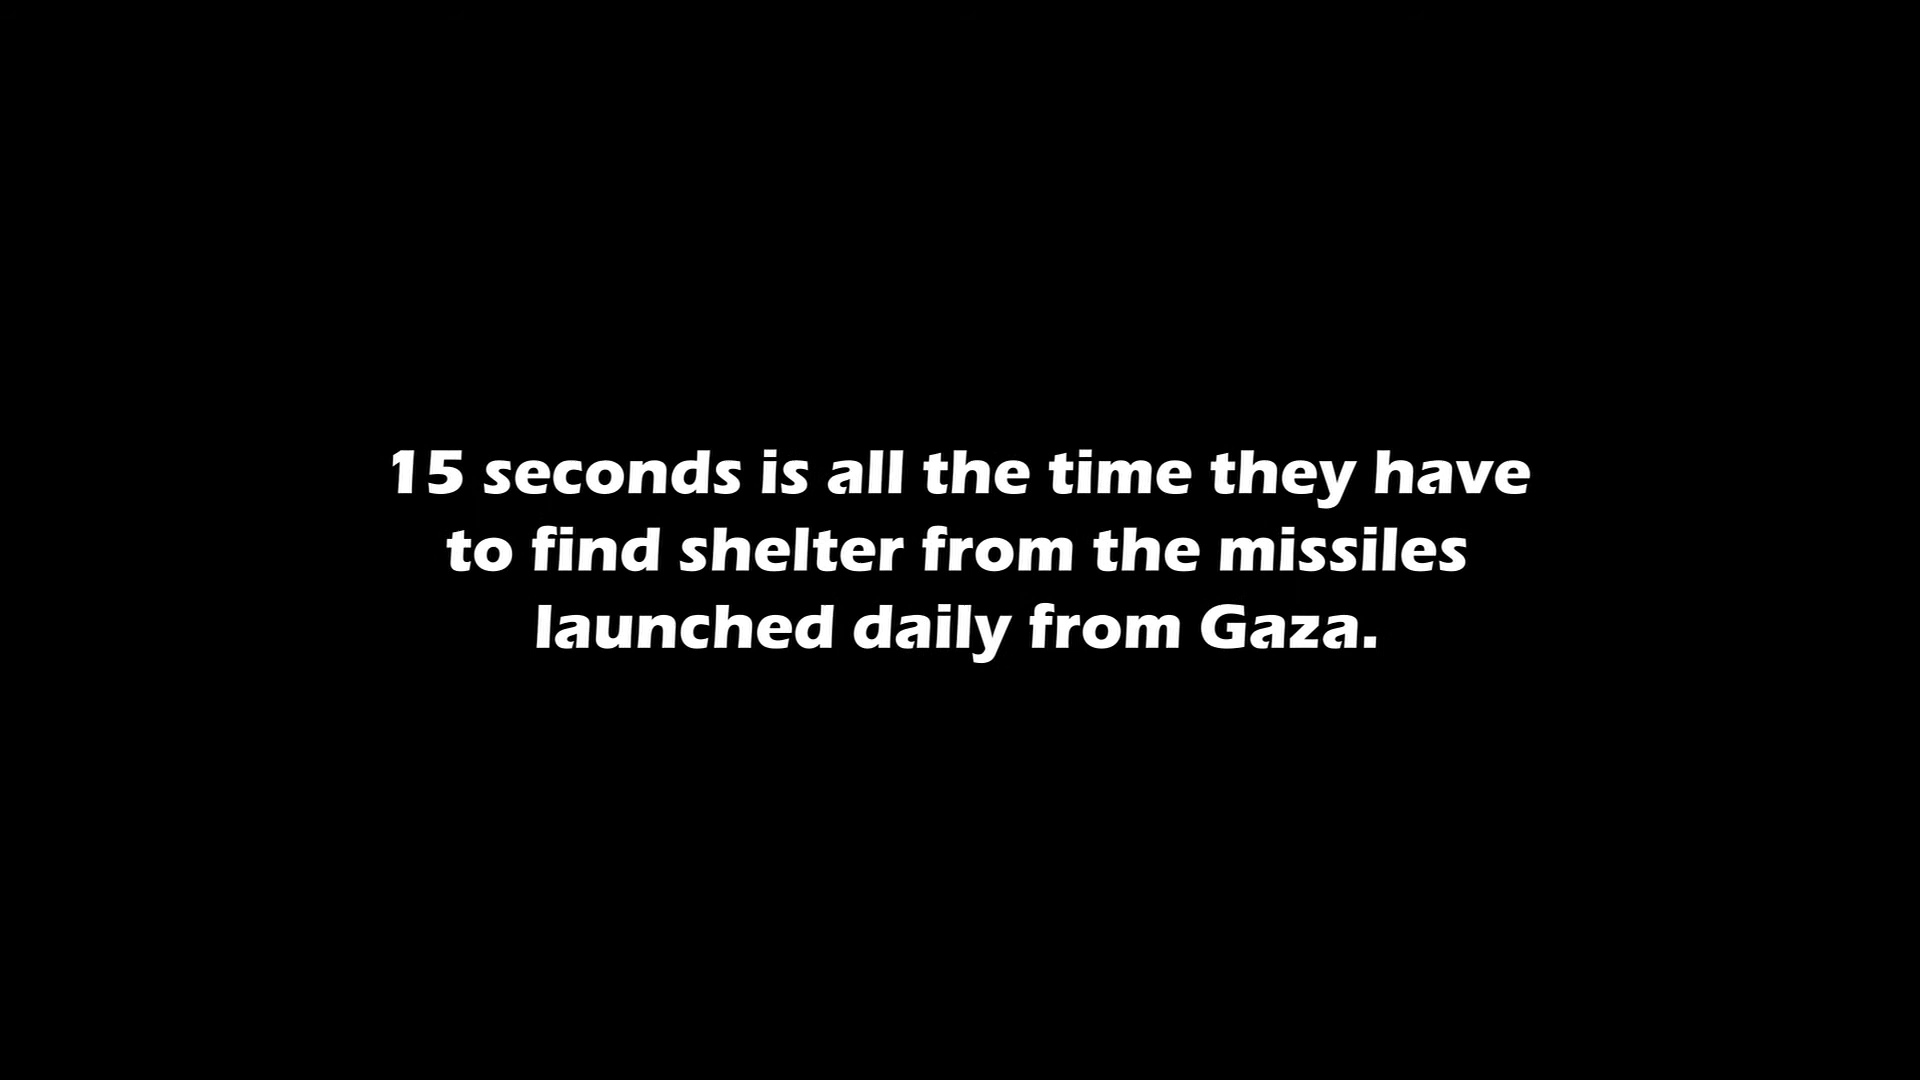 15 seconds is all the time they have
to find shelter from the missiles
launched daily from Gaza.